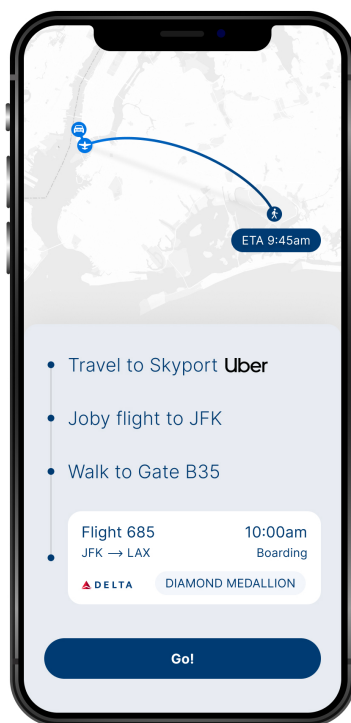 ETA 9:45am
Travel to Skyport Uber
Joby flight to JFK
Walk to Gate B35
Flight 685 10:00am
JFK → LAX Boarding
DELTA DIAMOND MEDALLION
Go!